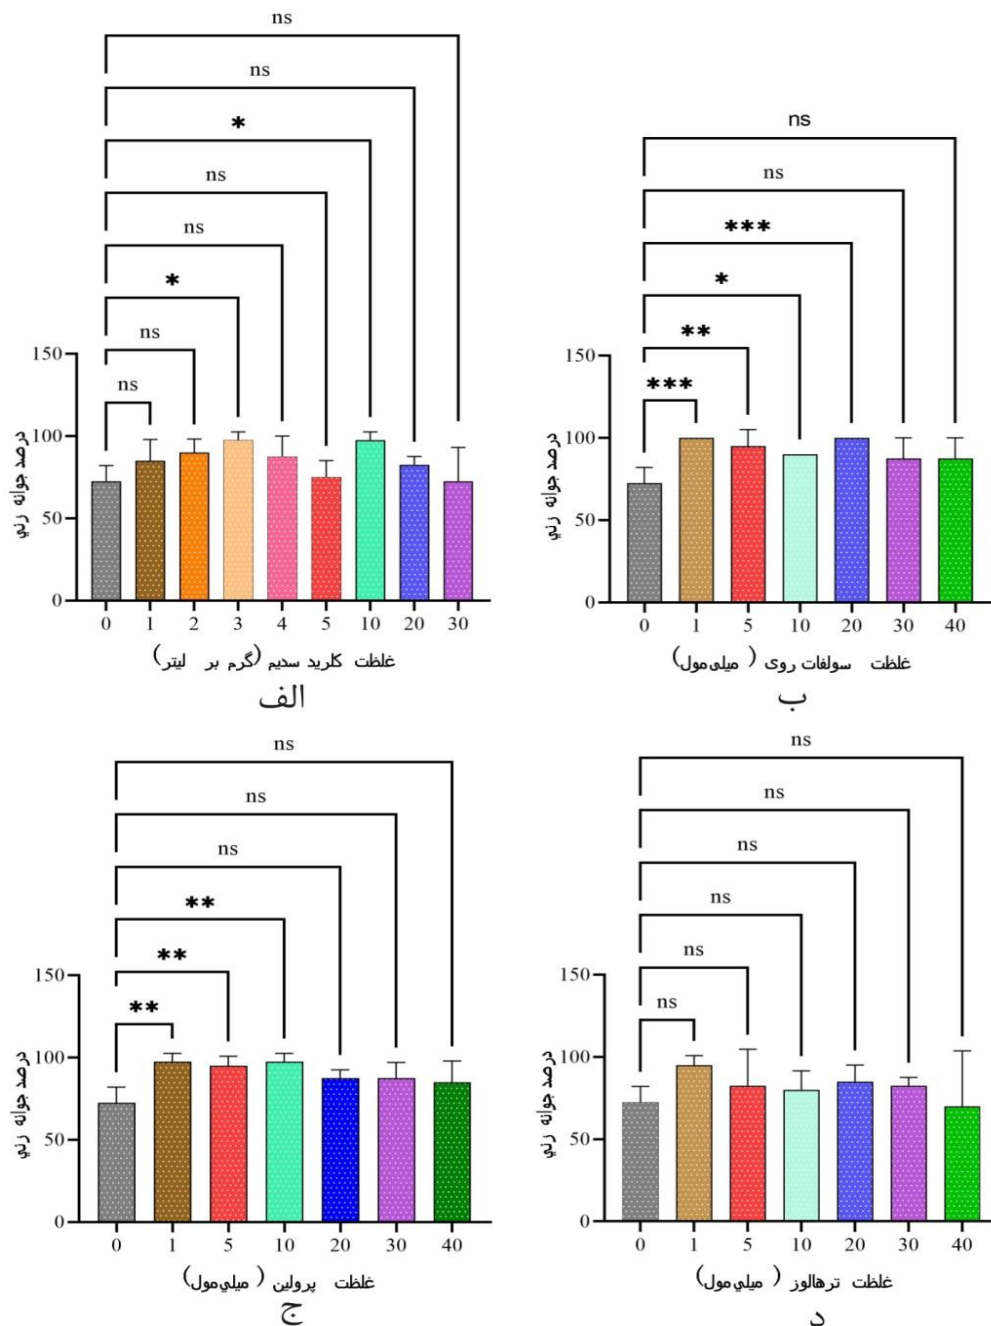 ns
ns
*
ns
ns
*
ns
ns
150
100
50
0
درصد جوانه زني
0 1 2 3 4 5 10 20 30
غلظت کلرید سدیم (گرم بر لیتر)
الف
ns
ns
***
*
**
***
150
100
50
0
درصد جوانه زني
0 1 5 10 20 30 40
غلظت سولفات روی (میلی‌مول)
ب
ns
ns
ns
**
**
**
150
100
50
0
درصد جوانه زني
0 1 5 10 20 30 40
غلظت پرولین (میلي‌مول)
ج
ns
ns
ns
ns
ns
ns
150
100
50
0
درصد جوانه زني
0 1 5 10 20 30 40
غلظت ترهالوز (میلي‌مول)
د